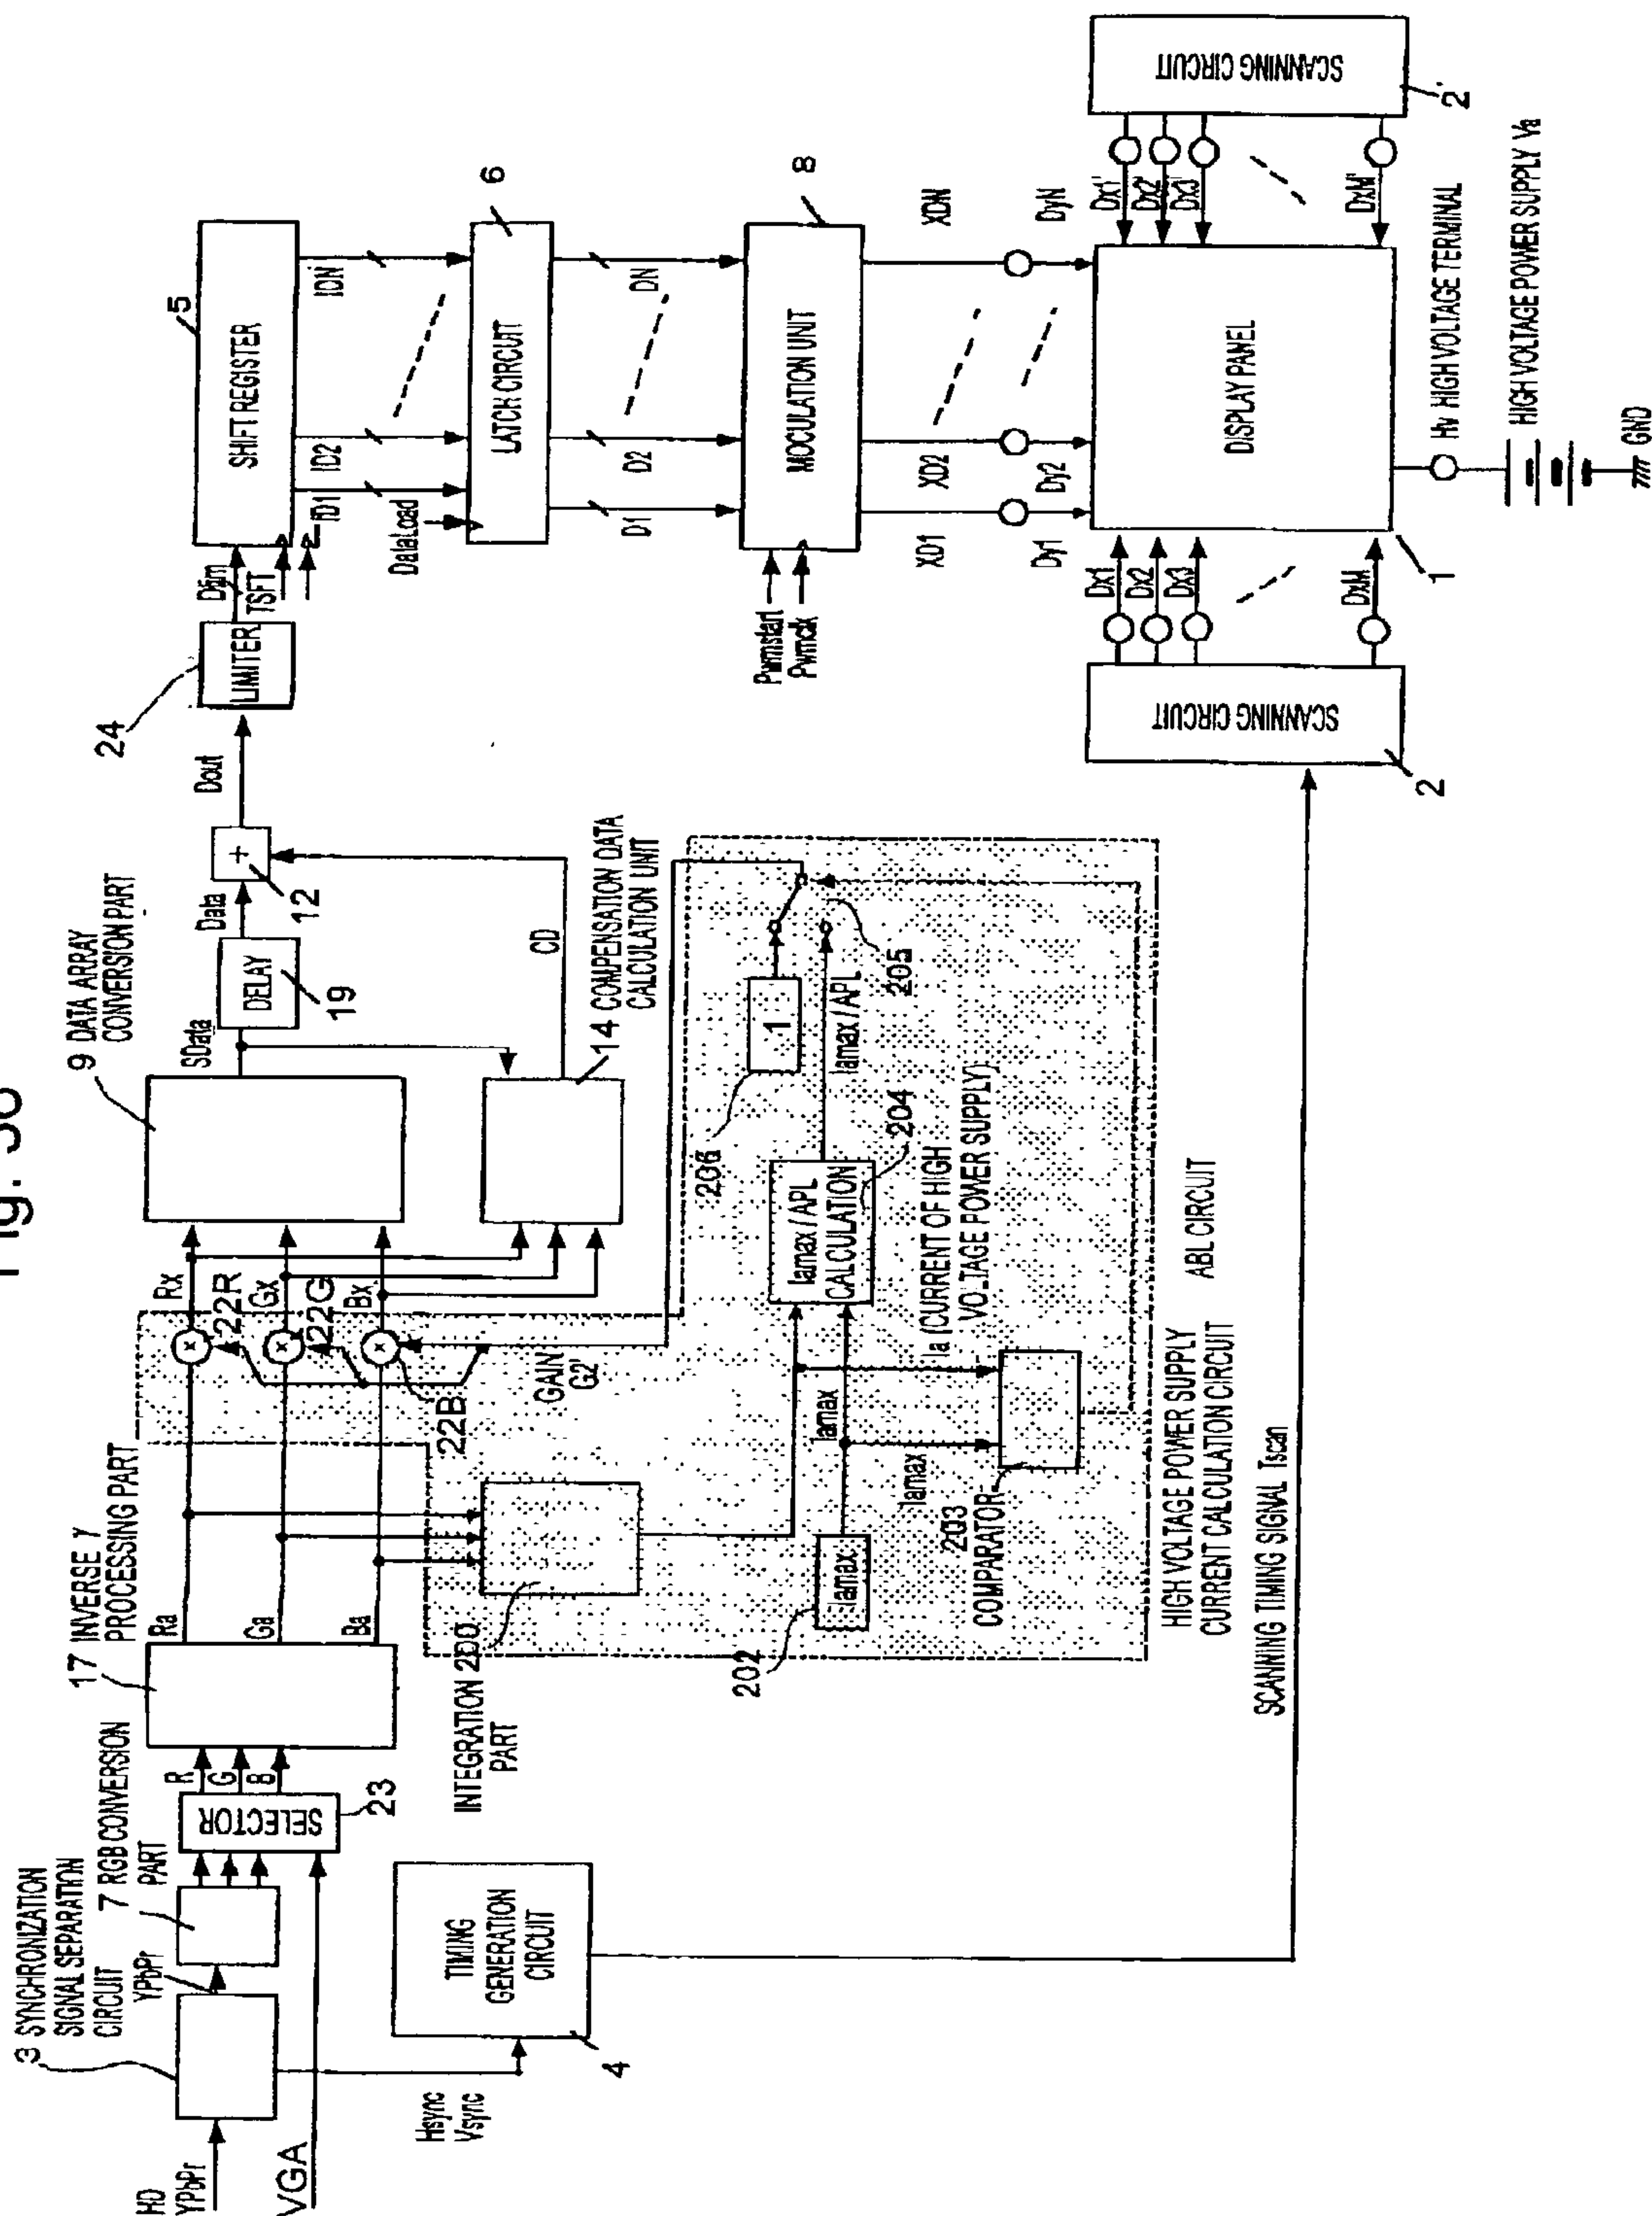 3 SYNCHRONIZATION
SIGNAL SEPARATION
CIRCUIT
HD
YPbPr
VGA
YPbPr
7 RGB CONVERSION
PART
SELECTOR
23
R
G
B
Hsync
Vsync
TIMING
GENERATION
CIRCUIT
4
17 INVERSE γ
PROCESSING PART
Ra
Ga
Ba
INTEGRATION 200
PART
22R
22G
22B
x
x
x
Rx
Gx
Bx
GAIN
G2'
202
Iamax
Iamax
Iamax
203
COMPARATOR
Ia (CURRENT OF HIGH
VOLTAGE POWER SUPPLY)
Iamax / APL
CALCULATION
204
Iamax / APL
205
206
1
HIGH VOLTAGE POWER SUPPLY
CURRENT CALCULATION CIRCUIT
ABL CIRCUIT
SCANNING TIMING SIGNAL Tscan
9 DATA ARRAY
CONVERSION PART
SData
DELAY
19
14 COMPENSATION DATA
CALCULATION UNIT
CD
Data
+
12
Dout
24
LIMITER
Dlim
TSFT
SHIFT REGISTER
5
ID1
ID2
IDN
DataLoad
LATCH CIRCUIT
6
D1
D2
DN
Pwmstart
Pwmclk
MOCULATION UNIT
8
XD1
XD2
XDN
Dy1
Dy2
DyN
SCANNING CIRCUIT
2
Dx1
Dx2
Dx3
DxM
DISPLAY PANEL
1
Dx1'
Dx2'
Dx3'
DxM'
SCANNING CIRCUIT
2'
Hv HIGH VOLTAGE TERMINAL
HIGH VOLTAGE POWER SUPPLY Va
GND